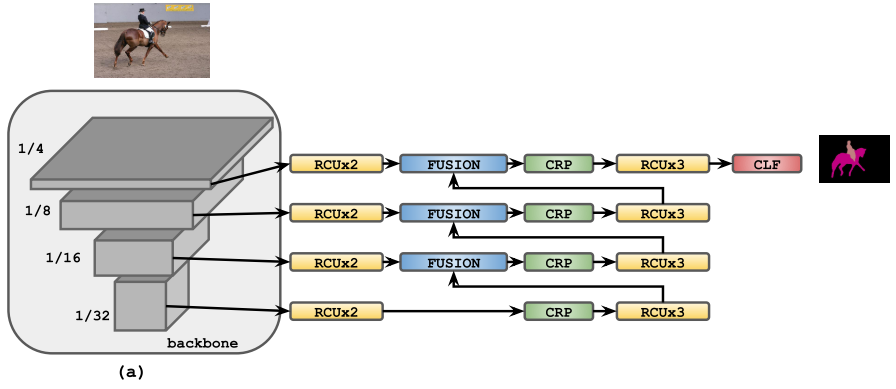 1/4
RCUx2 FUSION CRP RCUx3 CLF
1/8
RCUx2 FUSION CRP RCUx3
1/16
RCUx2 FUSION CRP RCUx3
1/32
RCUx2 CRP RCUx3
backbone
(a)